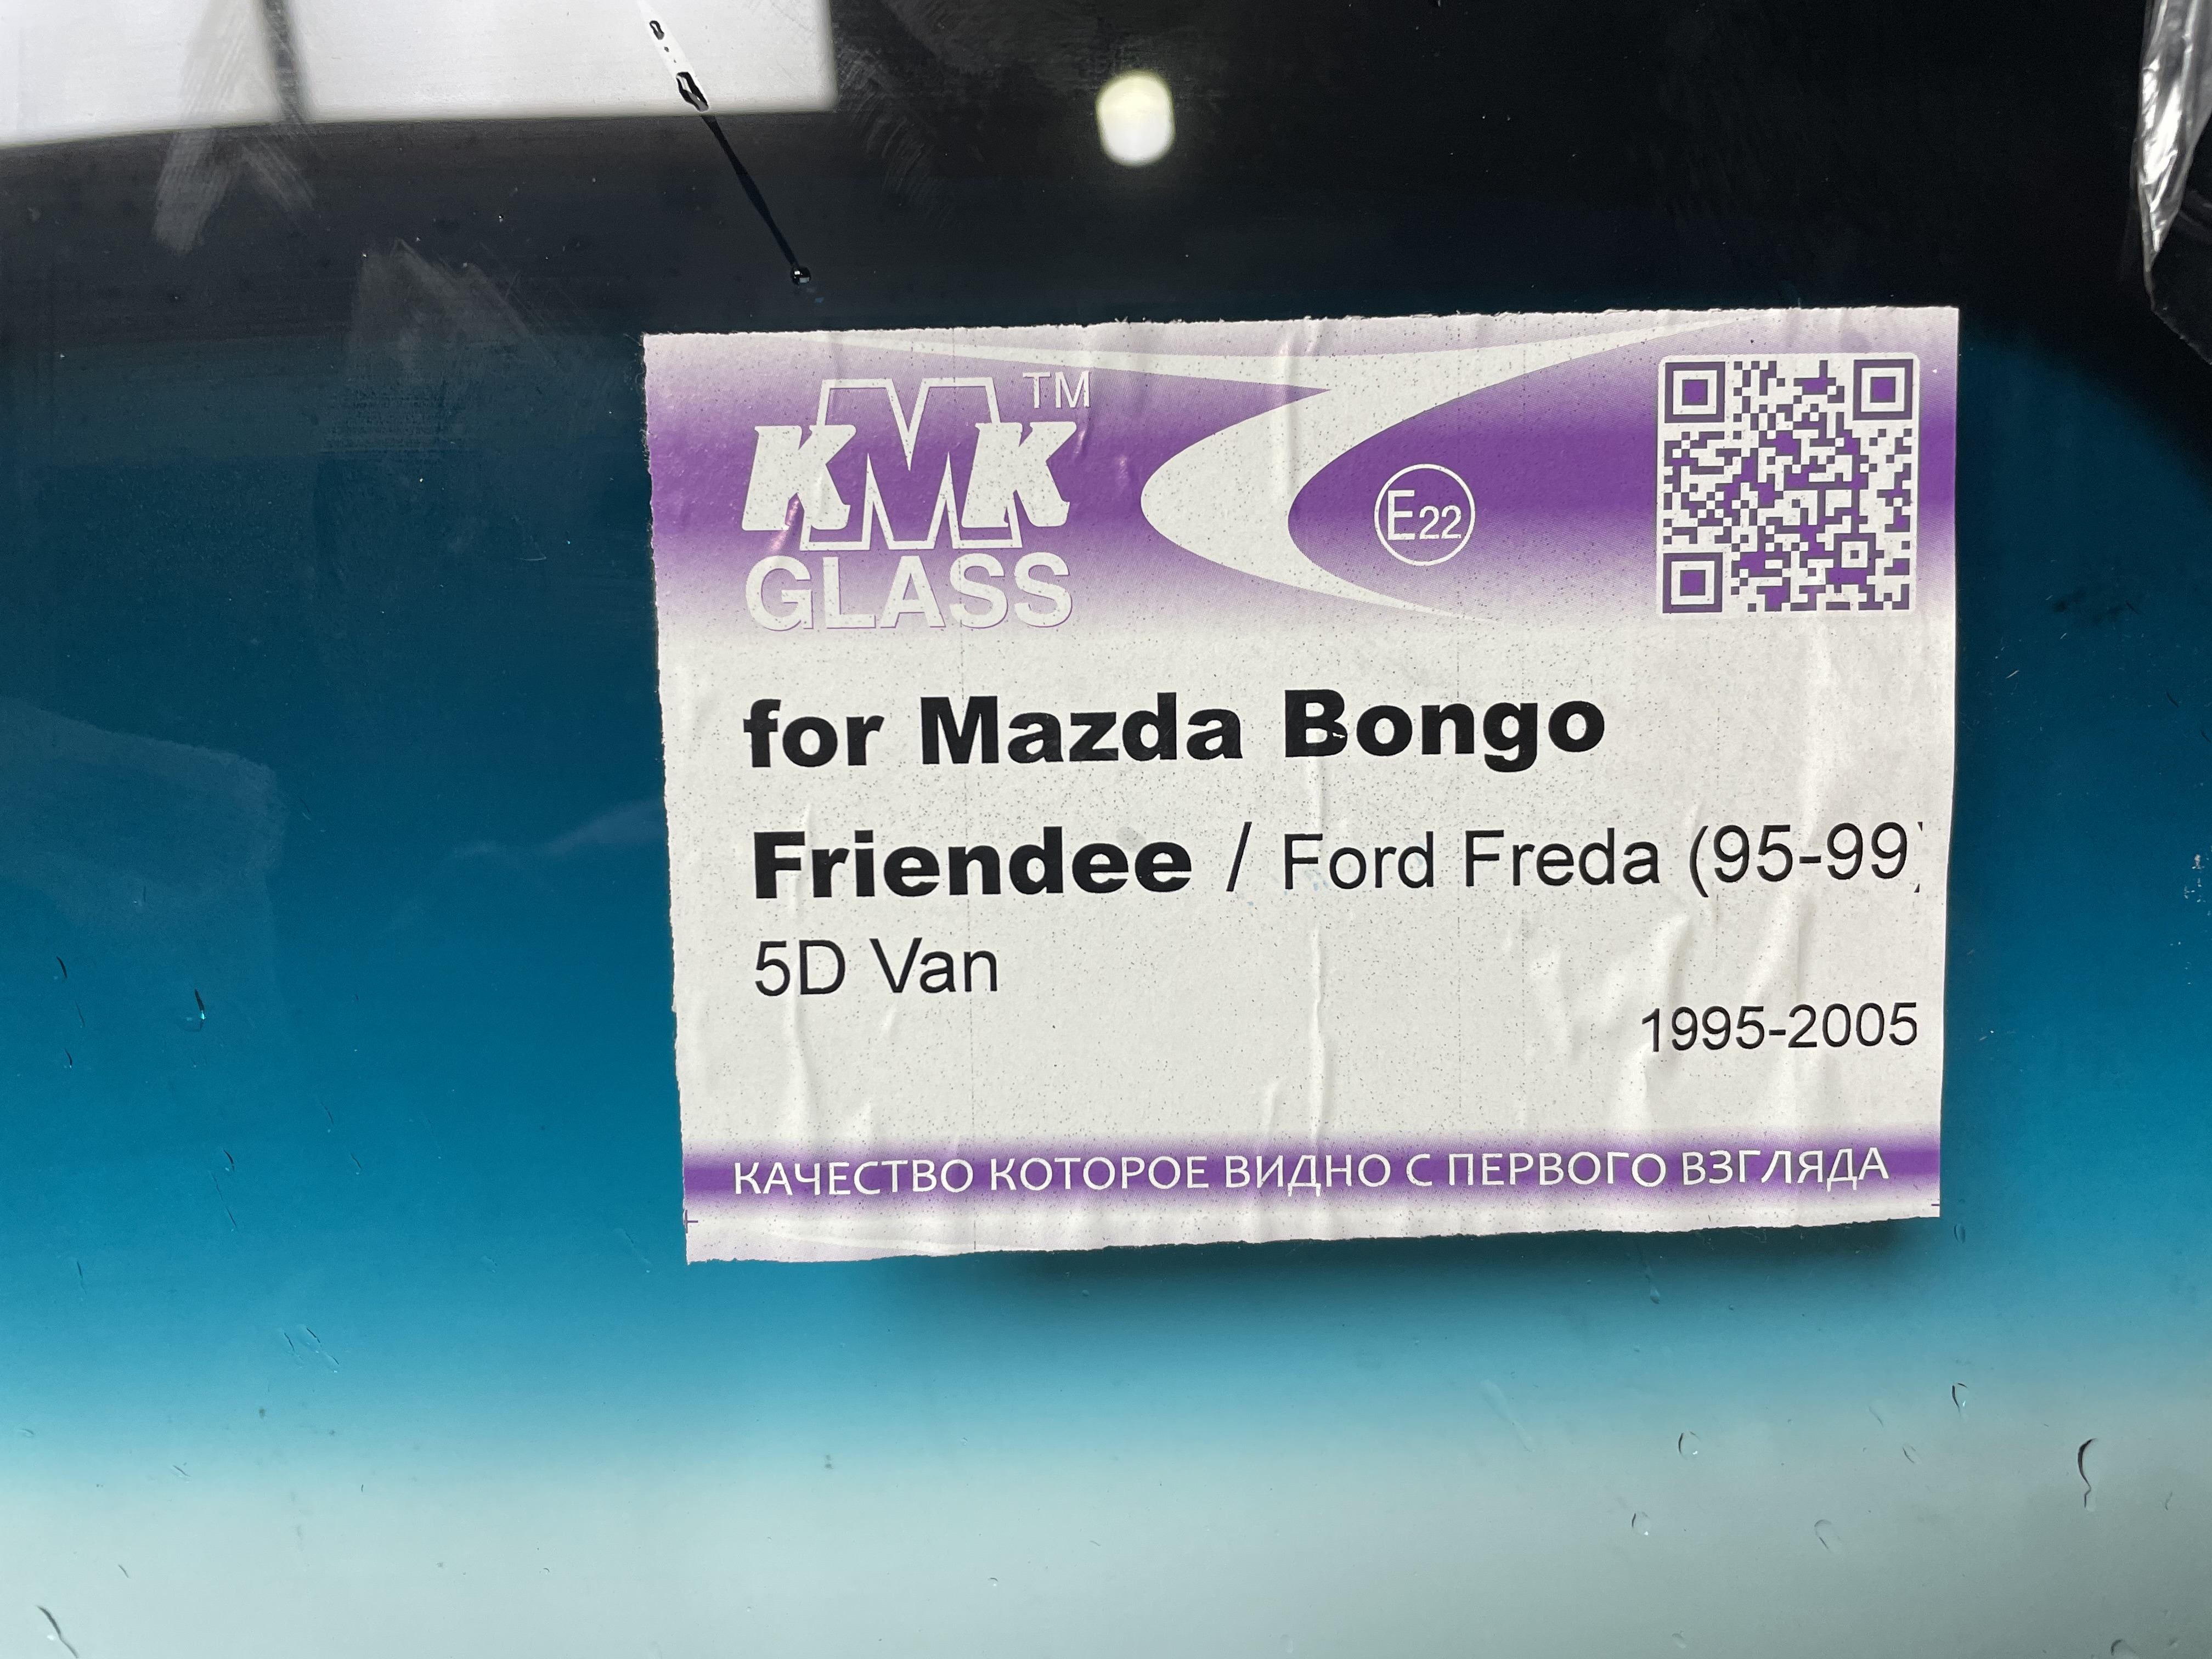 KMK™
GLASS
E22
for Mazda Bongo
Friendee / Ford Freda (95-99)
5D Van
1995-2005
КАЧЕСТВО КОТОРОЕ ВИДНО С ПЕРВОГО ВЗГЛЯДА